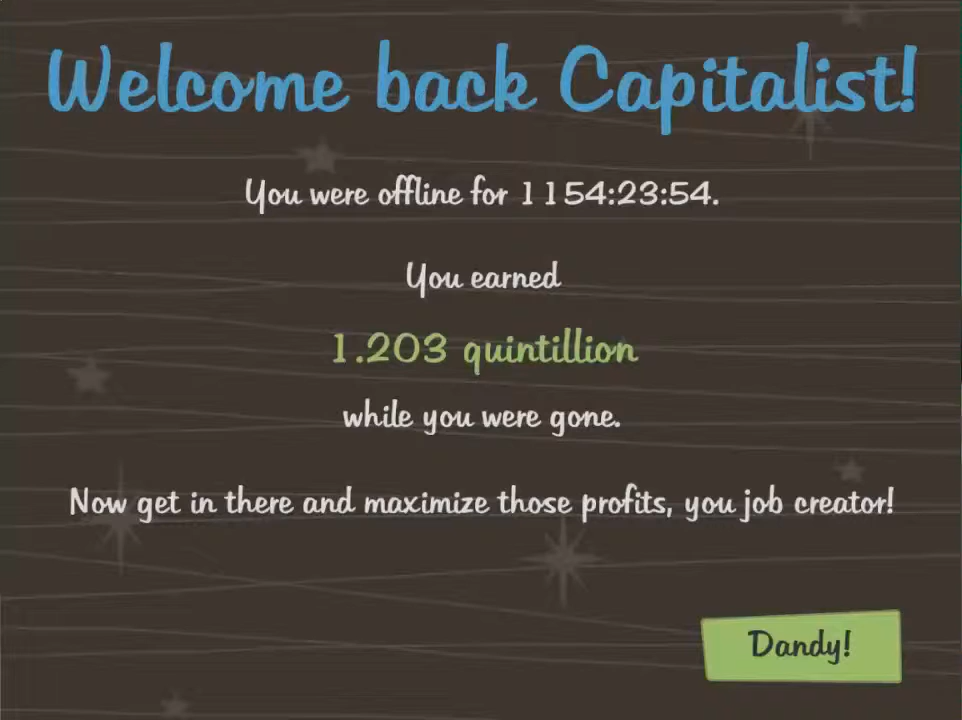 Welcome back Capitalist!
You were offline for 1154:23:54.
You earned
1.203 quintillion
while you were gone.
Now get in there and maximize those profits, you job creator!
Dandy!